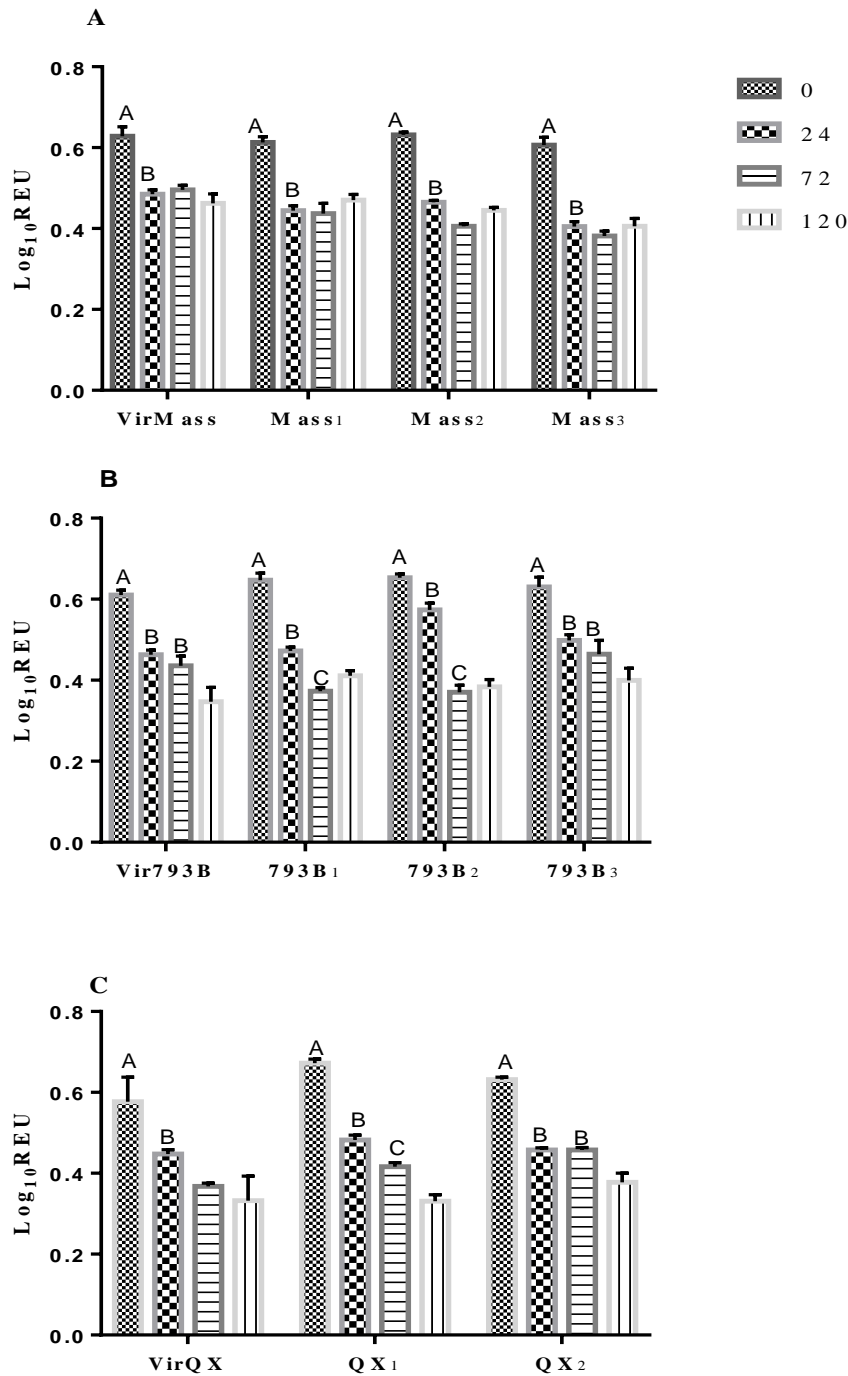 A
0.8
0.6
0.4
0.2
0.0
Log10REU
A
B
A
B
A
B
A
B
VirMass
Mass1
Mass2
Mass3
0
24
72
120
B
0.8
0.6
0.4
0.2
0.0
Log10REU
A
B
B
A
B
C
A
B
C
A
B
B
Vir793B
793B1
793B2
793B3
C
0.8
0.6
0.4
0.2
0.0
Log10REU
A
B
A
B
C
A
B
B
VirQX
QX1
QX2